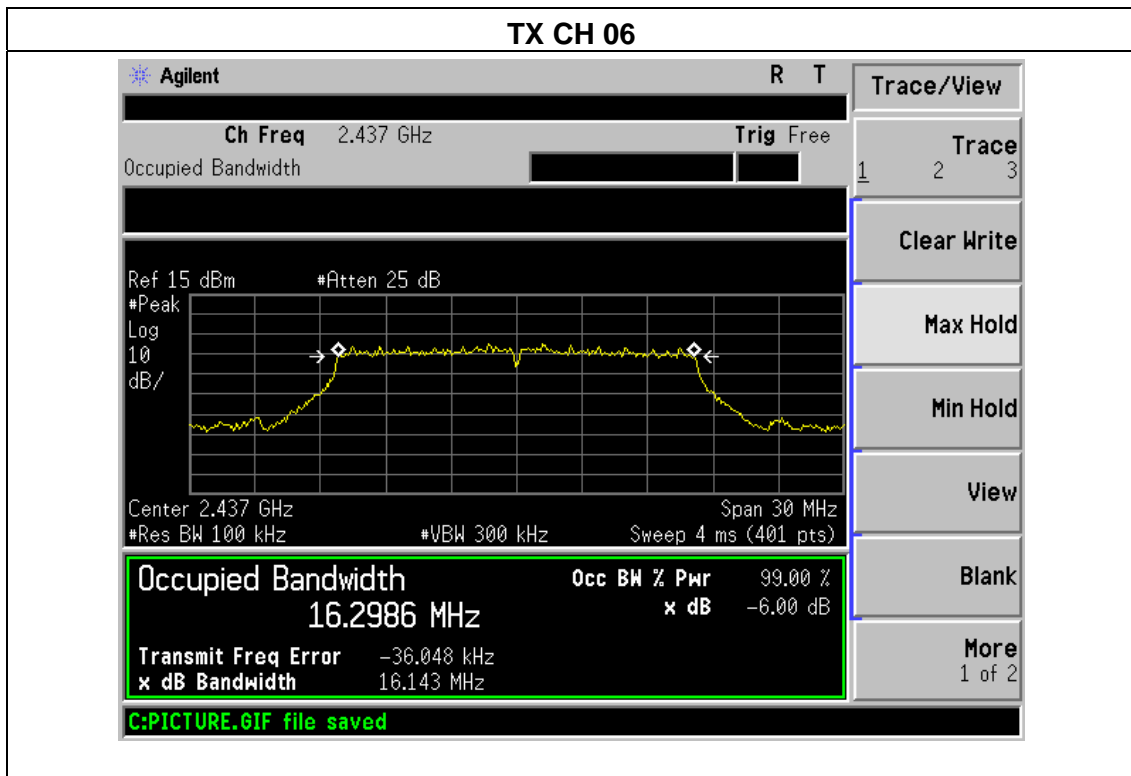 TX CH 06
Agilent R T
Ch Freq 2.437 GHz Trig Free
Occupied Bandwidth
Ref 15 dBm #Atten 25 dB
#Peak
Log
10
dB/
Center 2.437 GHz Span 30 MHz
#Res BW 100 kHz #VBW 300 kHz Sweep 4 ms (401 pts)
Occupied Bandwidth Occ BW % Pwr 99.00 %
16.2986 MHz x dB -6.00 dB
Transmit Freq Error -36.048 kHz
x dB Bandwidth 16.143 MHz
C:PICTURE.GIF file saved
Trace/View
Trace
1 2 3
Clear Write
Max Hold
Min Hold
View
Blank
More
1 of 2